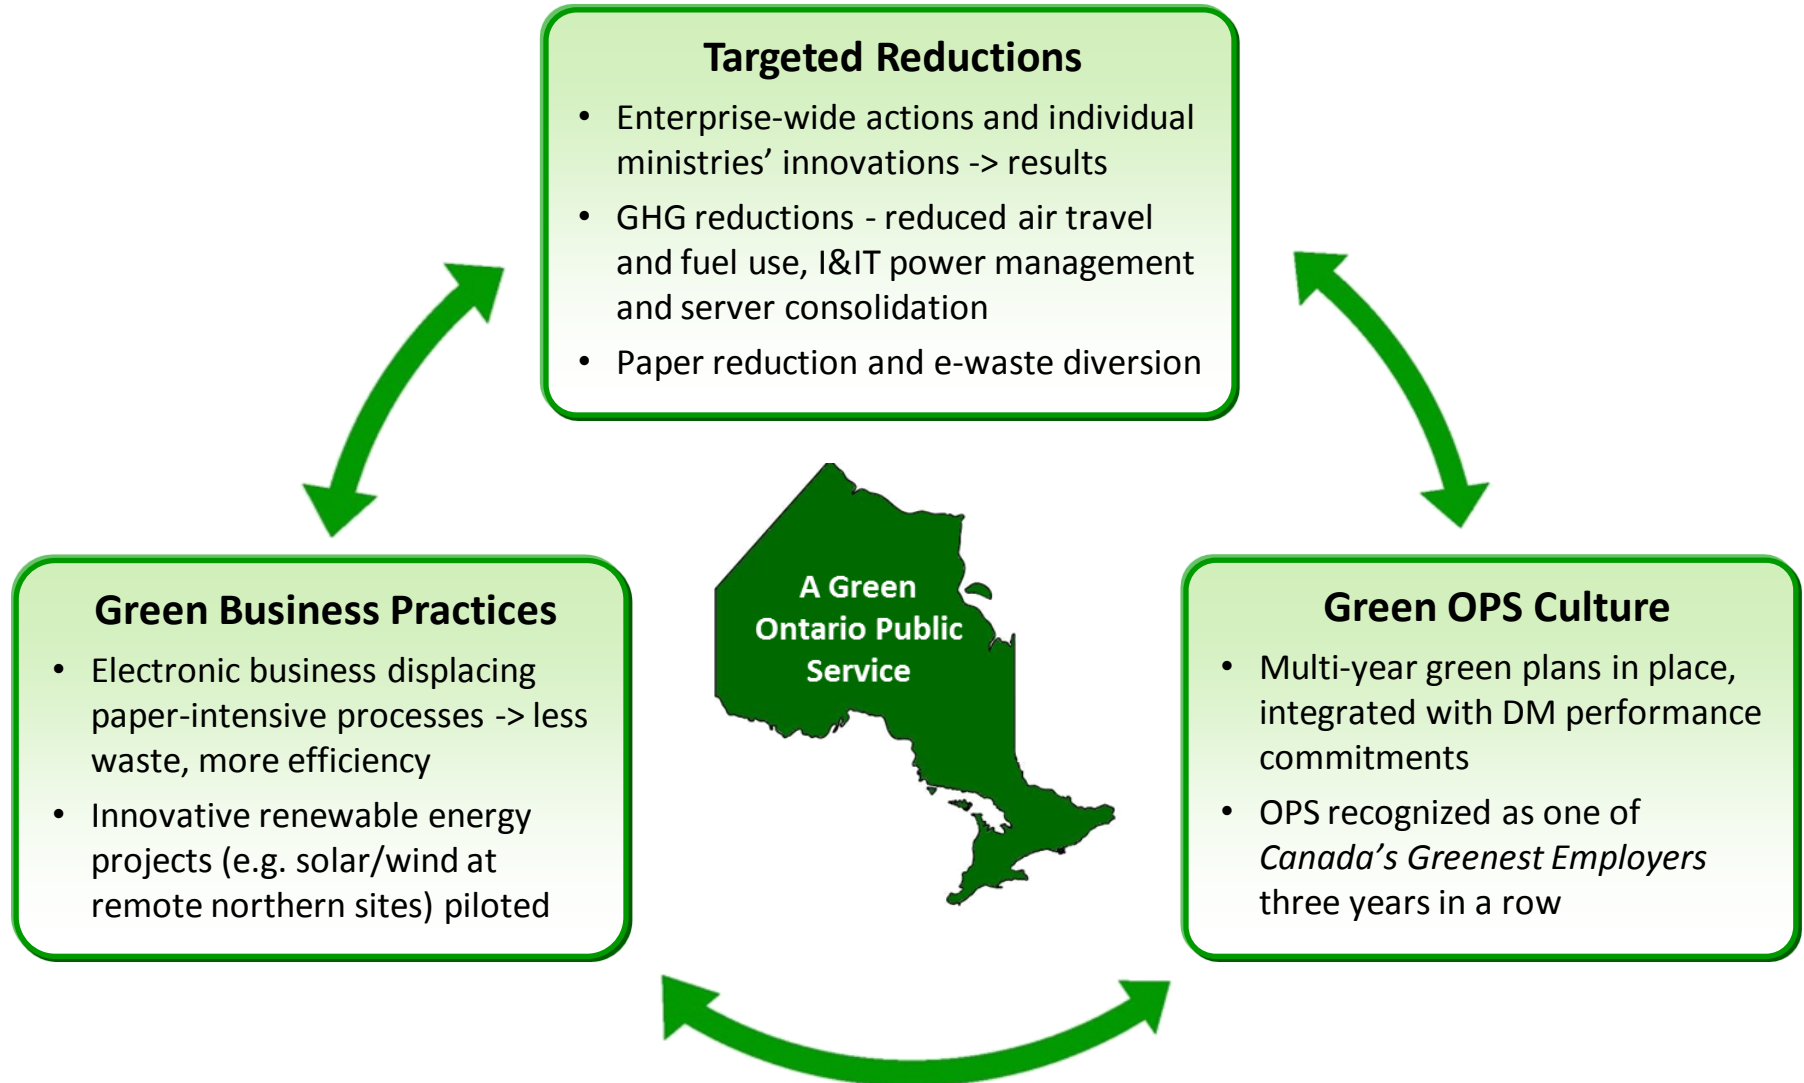 Targeted Reductions
• Enterprise-wide actions and individual
ministries’ innovations -> results
• GHG reductions - reduced air travel
and fuel use, I&IT power management
and server consolidation
• Paper reduction and e-waste diversion
A Green
Ontario Public
Service
Green Business Practices
• Electronic business displacing
paper-intensive processes -> less
waste, more efficiency
• Innovative renewable energy
projects (e.g. solar/wind at
remote northern sites) piloted
Green OPS Culture
• Multi-year green plans in place,
integrated with DM performance
commitments
• OPS recognized as one of
Canada’s Greenest Employers
three years in a row